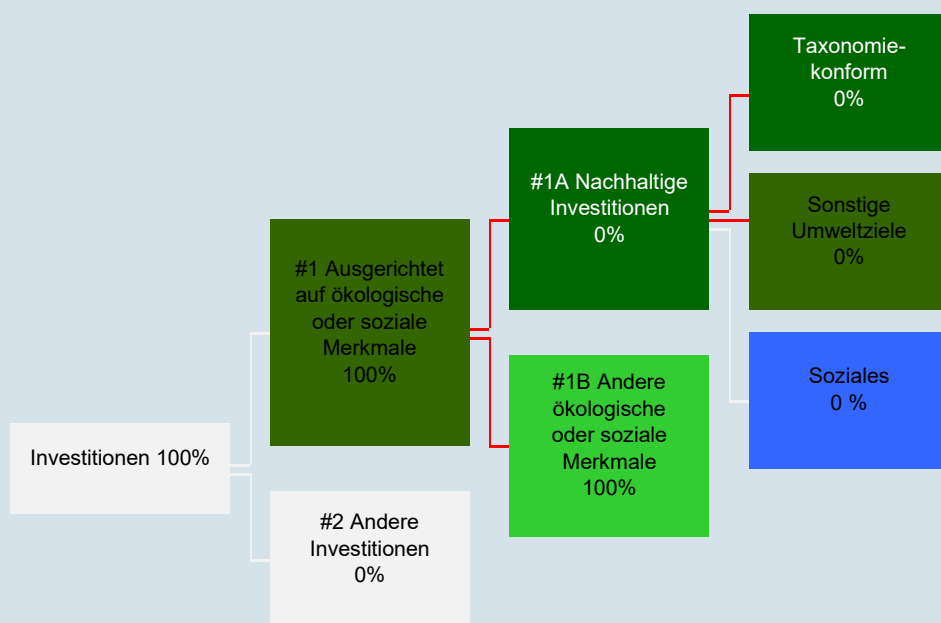 Investitionen 100%
#1 Ausgerichtet
auf ökologische
oder soziale
Merkmale
100%
#2 Andere
Investitionen
0%
#1A Nachhaltige
Investitionen
0%
#1B Andere
ökologische
oder soziale
Merkmale
100%
Taxonomie-
konform
0%
Sonstige
Umweltziele
0%
Soziales
0 %